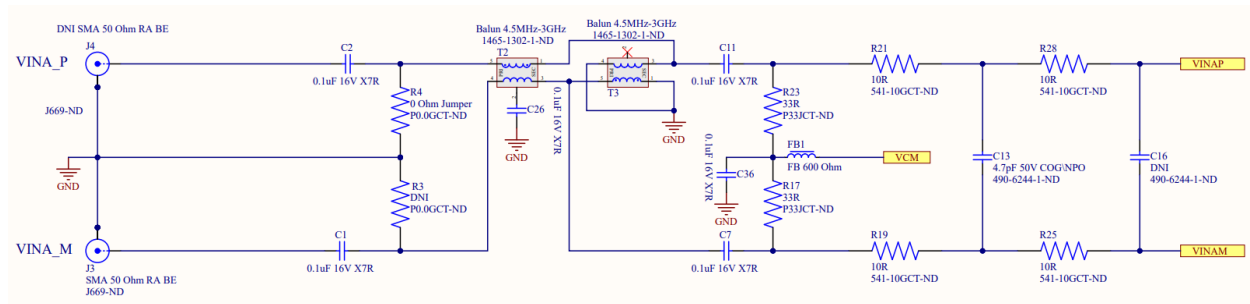 DNI SMA 50 Ohm RA BE
J4
VINA_P
J669-ND
C2
0.1uF 16V X7R
R4
0 Ohm Jumper
P0.0GCT-ND
GND
R3
DNI
P0.0GCT-ND
VINA_M
J3
SMA 50 Ohm RA BE
J669-ND
C1
0.1uF 16V X7R
Balun 4.5MHz-3GHz
1465-1302-1-ND
T2
PRI
SEC
C26
0.1uF 16V X7R
GND
Balun 4.5MHz-3GHz
1465-1302-1-ND
PRI
SEC
T3
GND
C11
0.1uF 16V X7R
R23
33R
P33JCT-ND
0.1uF 16V X7R
C36
GND
FB1
FB 600 Ohm
VCM
R17
33R
P33JCT-ND
C7
0.1uF 16V X7R
R21
10R
541-10GCT-ND
R28
10R
541-10GCT-ND
VINAP
C13
4.7pF 50V COG\NPO
490-6244-1-ND
C16
DNI
490-6244-1-ND
R19
10R
541-10GCT-ND
R25
10R
541-10GCT-ND
VINAM